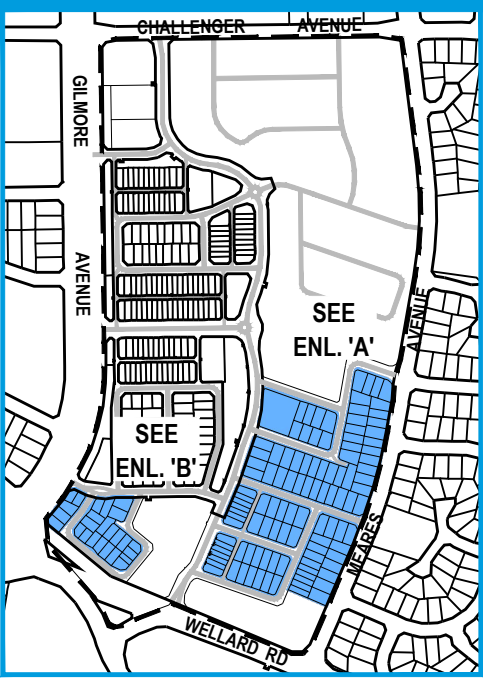 CHALLENGER AVENUE
GILMORE
AVENUE
SEE
ENL. 'A'
AVENUE
SEE
ENL. 'B'
MEARES
WELLARD RD